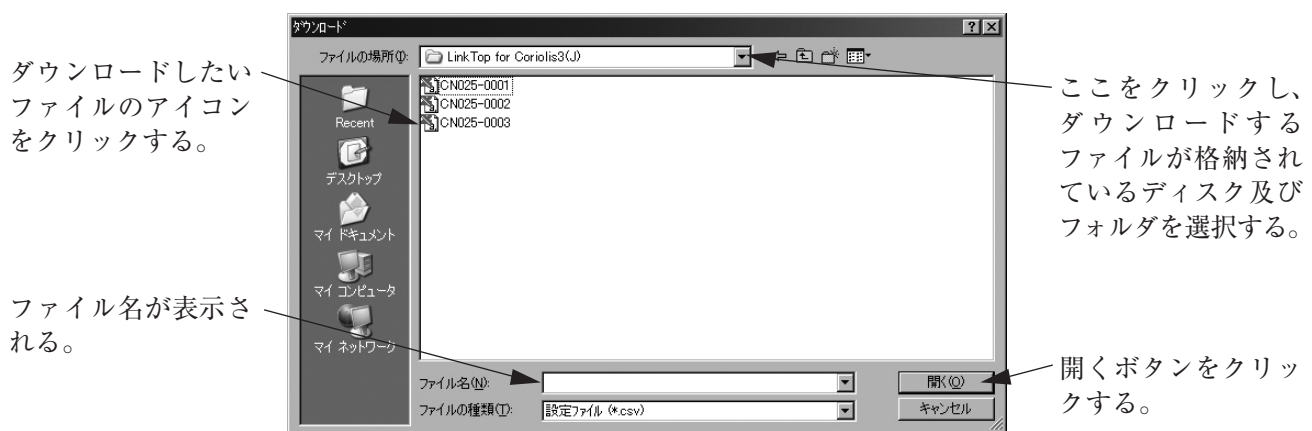 ダウンロード
ファイルの場所(I):
LinkTop for Coriolis3(J)
ダウンロードしたい
ファイルのアイコン
をクリックする。
CN025-0001
CN025-0002
CN025-0003
Recent
デスクトップ
マイ ドキュメント
マイ コンピュータ
マイ ネットワーク
ここをクリックし、
ダウンロードする
ファイルが格納され
ているディスク及び
フォルダを選択する。
ファイル名が表示さ
れる。
ファイル名(N):
開く(O)
ファイルの種類(T):
設定ファイル (*.csv)
キャンセル
開くボタンをクリッ
クする。